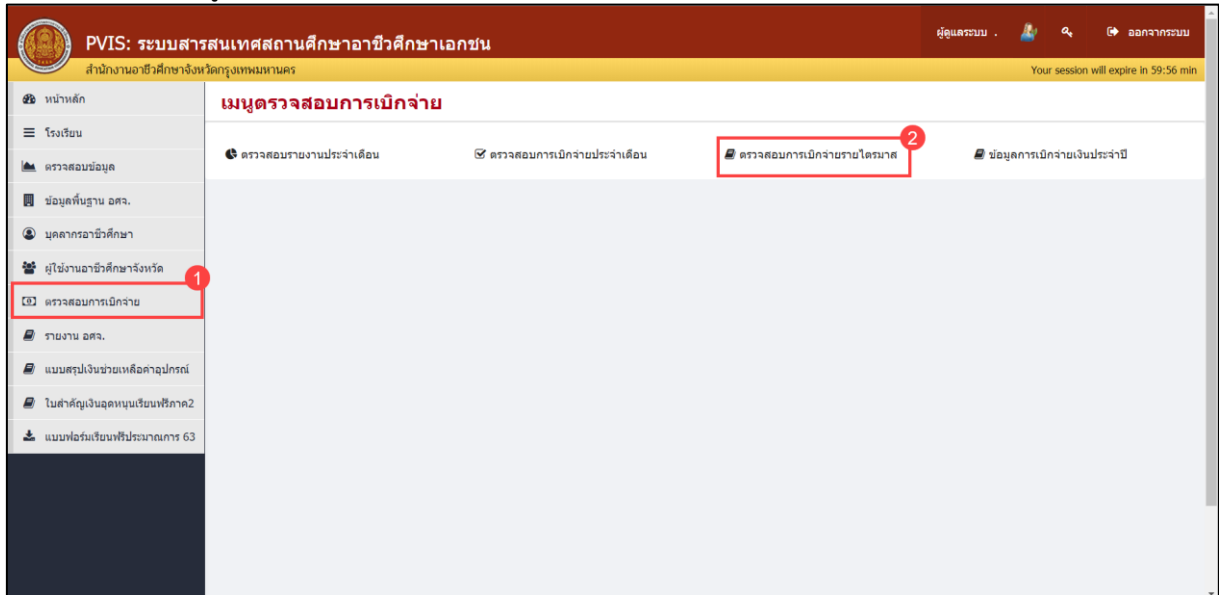 PVIS: ระบบสารสนเทศสถานศึกษาอาชีวศึกษาเอกชน
ผู้ดูแลระบบ .
ออกจากระบบ
สำนักงานอาชีวศึกษาจังหวัดกรุงเทพมหานคร
Your session will expire in 59:56 min
หน้าหลัก
โรงเรียน
ตรวจสอบข้อมูล
ข้อมูลพื้นฐาน อศจ.
บุคลากรอาชีวศึกษา
ผู้ใช้งานอาชีวศึกษาจังหวัด
1
ตรวจสอบการเบิกจ่าย
รายงาน อศจ.
แบบสรุปเงินช่วยเหลือค่าอุปกรณ์
ใบสำคัญเงินอุดหนุนเรียนฟรีภาค2
แบบฟอร์มเรียนฟรีประมาณการ 63
เมนูตรวจสอบการเบิกจ่าย
2
ตรวจสอบรายงานประจำเดือน
ตรวจสอบการเบิกจ่ายประจำเดือน
ตรวจสอบการเบิกจ่ายรายไตรมาส
ข้อมูลการเบิกจ่ายเงินประจำปี